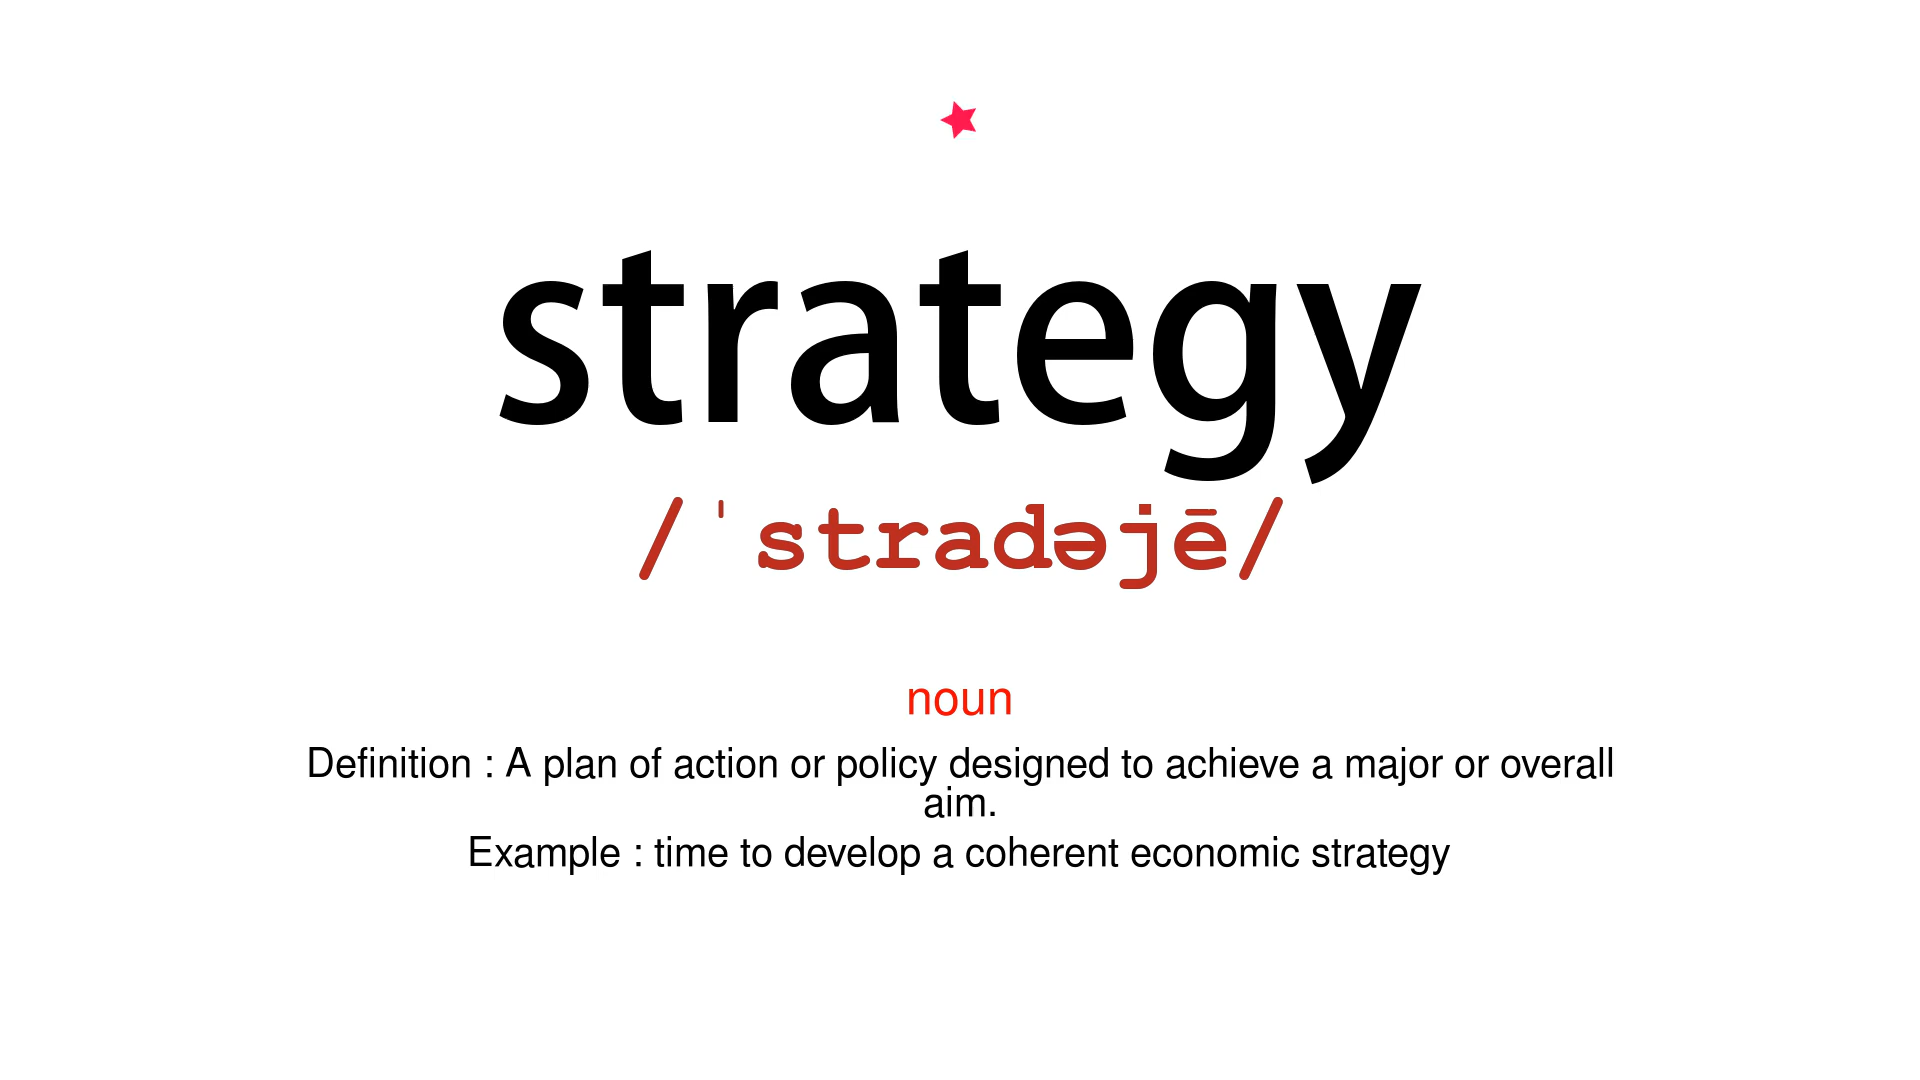 strategy
/ˈstradəjē/
noun
Definition : A plan of action or policy designed to achieve a major or overall
aim.
Example : time to develop a coherent economic strategy